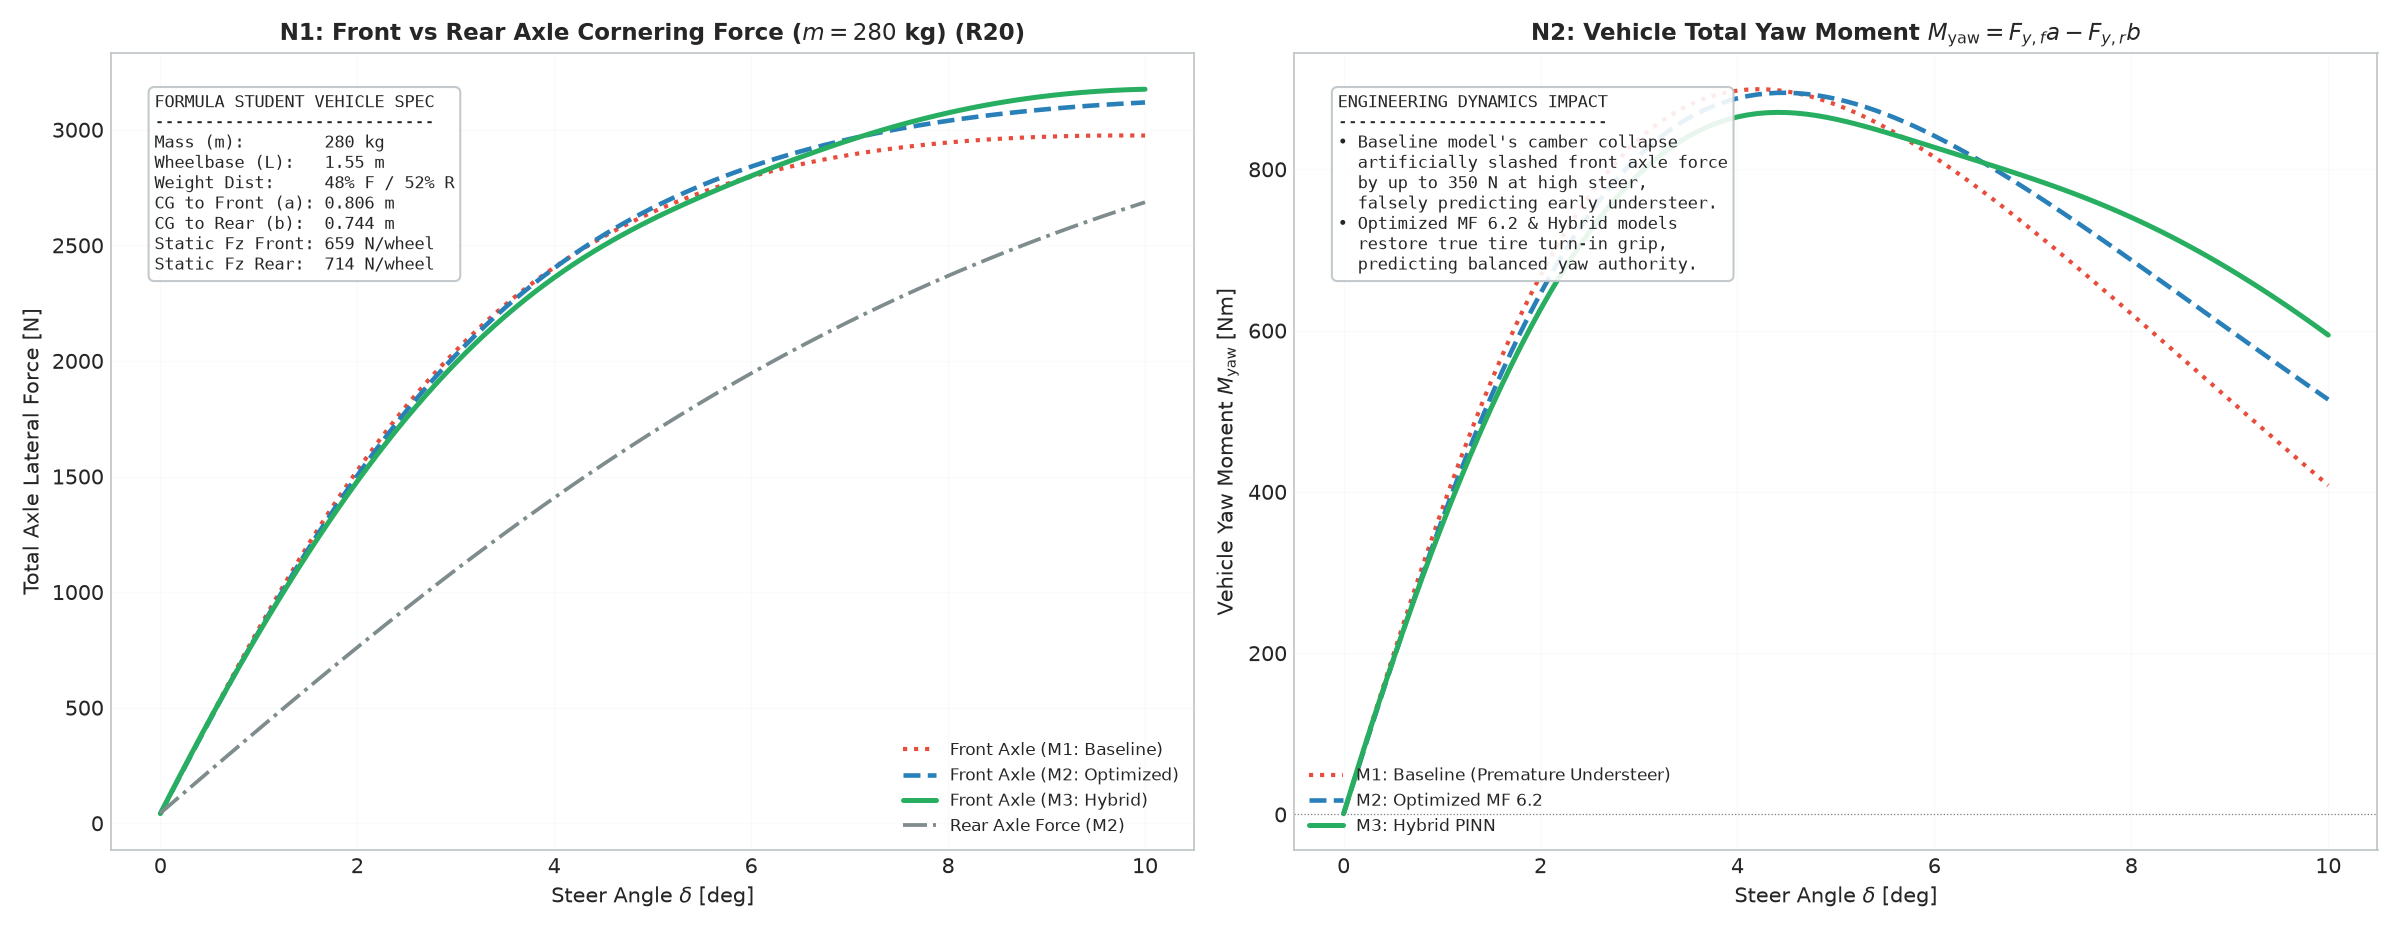 N1: Front vs Rear Axle Cornering Force (m = 280 kg) (R20)
FORMULA STUDENT VEHICLE SPEC
----------------------------
Mass (m): 280 kg
Wheelbase (L): 1.55 m
Weight Dist: 48% F / 52% R
CG to Front (a): 0.806 m
CG to Rear (b): 0.744 m
Static Fz Front: 659 N/wheel
Static Fz Rear: 714 N/wheel
Total Axle Lateral Force [N]
3000
2500
2000
1500
1000
500
0
Front Axle (M1: Baseline)
Front Axle (M2: Optimized)
Front Axle (M3: Hybrid)
Rear Axle Force (M2)
0 2 4 6 8 10
Steer Angle δ [deg]
N2: Vehicle Total Yaw Moment M_yaw = F_y,f a − F_y,r b
ENGINEERING DYNAMICS IMPACT
---------------------------
• Baseline model's camber collapse
artificially slashed front axle force
by up to 350 N at high steer,
falsely predicting early understeer.
• Optimized MF 6.2 & Hybrid models
restore true tire turn-in grip,
predicting balanced yaw authority.
Vehicle Yaw Moment M_yaw [Nm]
800
600
400
200
0
M1: Baseline (Premature Understeer)
M2: Optimized MF 6.2
M3: Hybrid PINN
0 2 4 6 8 10
Steer Angle δ [deg]